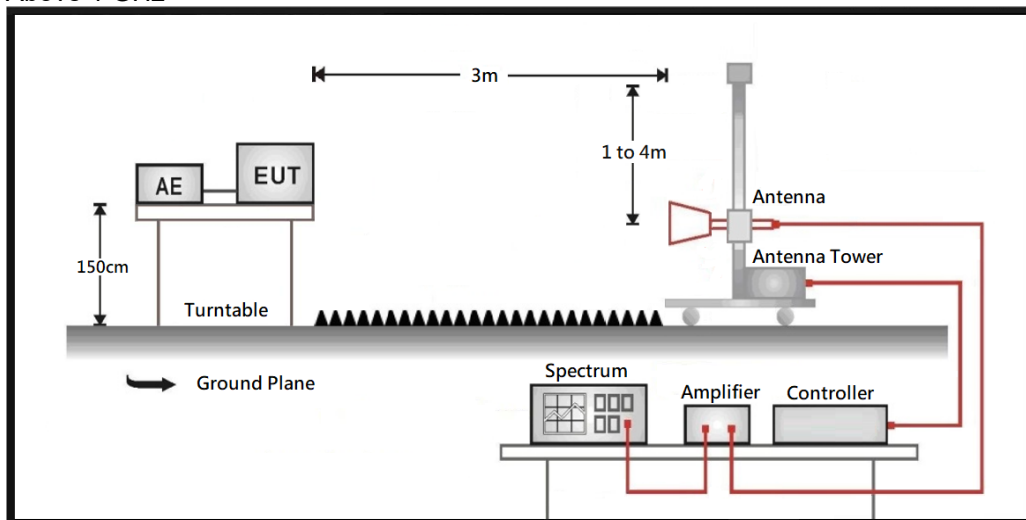 3m
1 to 4m
AE
EUT
Antenna
150cm
Antenna Tower
Turntable
Ground Plane
Spectrum
Amplifier
Controller